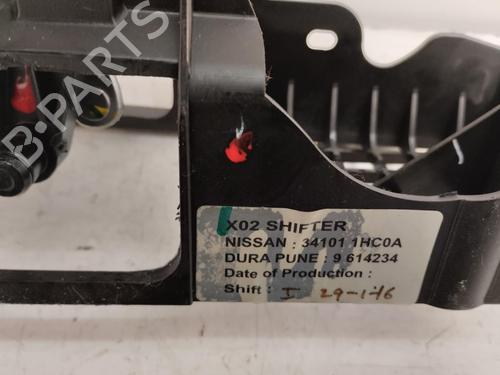 B-PARTS
X02 SHIFTER
NISSAN : 34101 1HC0A
DURA PUNE : 9 614234
Date of Production :
Shift : I 29-1-16